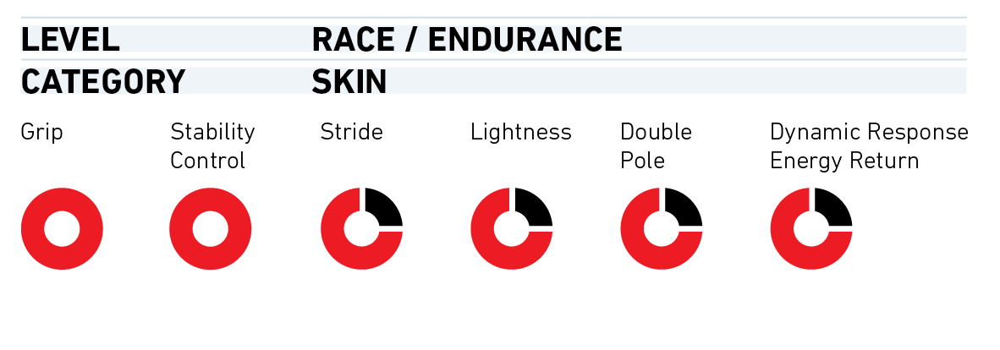 LEVEL RACE / ENDURANCE
CATEGORY SKIN
Grip
Stability
Control
Stride
Lightness
Double
Pole
Dynamic Response
Energy Return